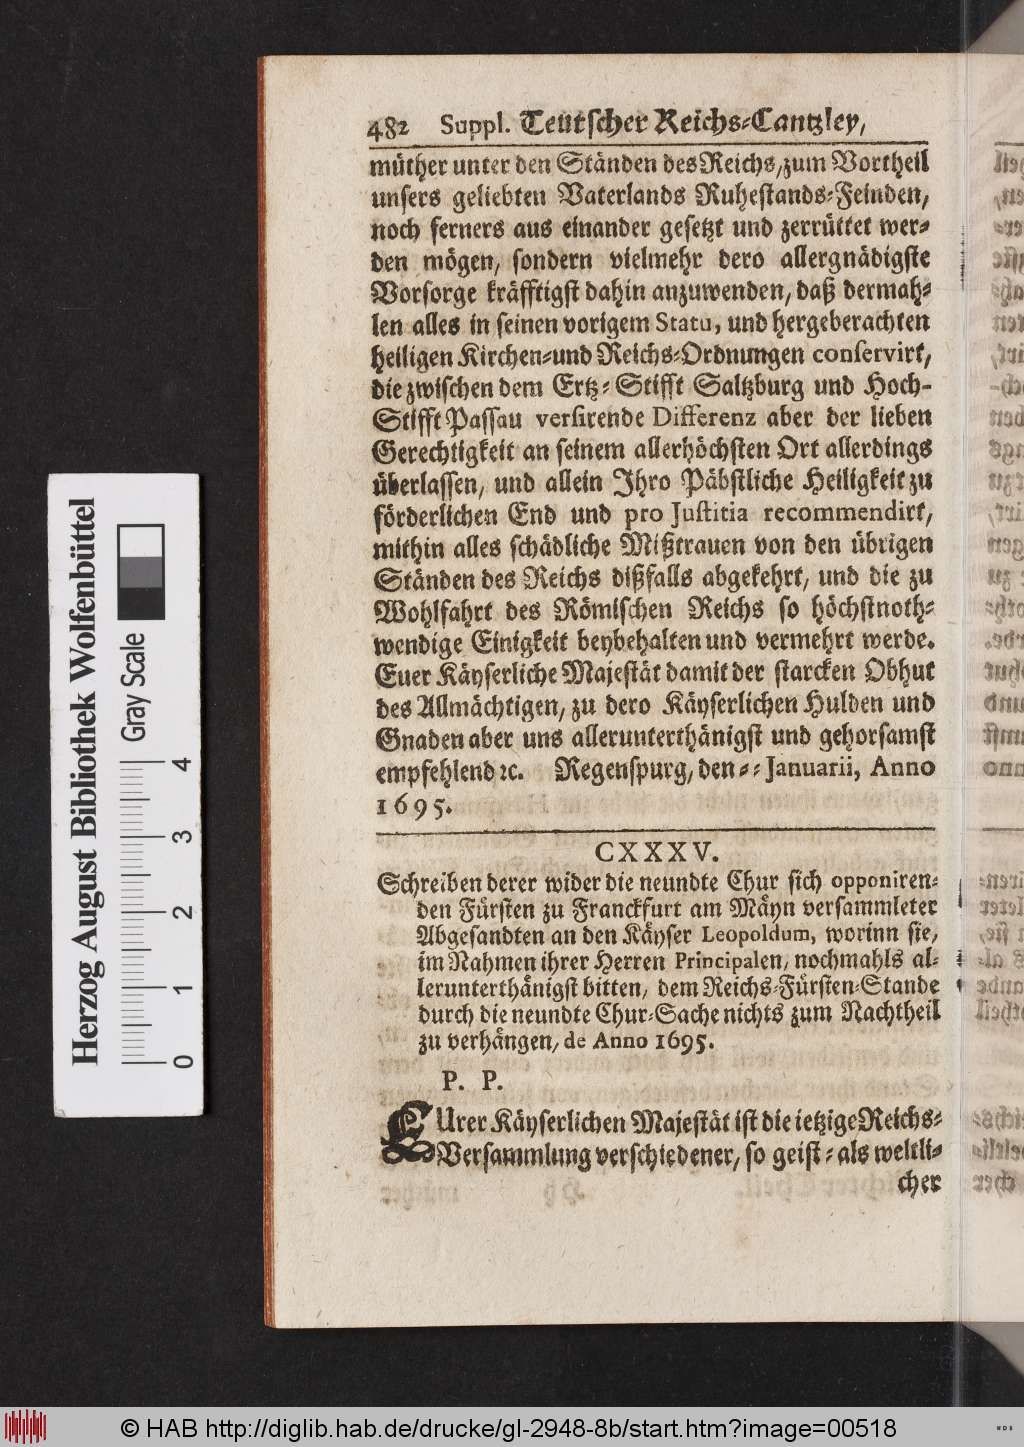 482 Suppl. Teutscher Reichs-Cantzley,
müther unter den Ständen des Reichs, zum Vortheil
unsers geliebten Vaterlands Ruhestands-Feinden,
noch ferners aus einander gesetzt und zerrüttet wer-
den mögen, sondern vielmehr dero allergnädigste
Vorsorge kräfftigst dahin anzuwenden, daß dermah-
len alles in seinen vorigem Statu, und hergeberachten
heiligen Kirchen-und Reichs-Ordnungen conservirt,
die zwischen dem Ertz-Stifft Saltzburg und Hoch-
Stifft Passau versirende Differenz aber der lieben
Gerechtigkeit an seinem allerhöchsten Ort allerdings
überlassen, und allein Ihro Päbstliche Heiligkeit zu
förderlichen End und pro Justitia recommendirt,
mithin alles schädliche Mißtrauen von den übrigen
Ständen des Reichs dißfalls abgekehrt, und die zu
Wohlfahrt des Römischen Reichs so höchstnoth-
wendige Einigkeit beybehalten und vermehrt werde.
Euer Käyserliche Majestät damit der starcken Obhut
des Allmächtigen, zu dero Käyserlichen Hulden und
Gnaden aber uns allerunterthänigst und gehorsamst
empfehlend ꝛc. Regenspurg, den - - Januarii, Anno
1695.
CXXXV.
Schreiben derer wider die neundte Chur sich opponiren-
den Fürsten zu Franckfurt am Mäyn versammleter
Abgesandten an den Käyser Leopoldum, worinn sie,
im Nahmen ihrer Herren Principalen, nochmahls al-
lerunterthänigst bitten, dem Reichs-Fürsten-Stande
durch die neundte Chur-Sache nichts zum Nachtheil
zu verhängen, de Anno 1695.
P. P.
EUrer Käyserlichen Majestät ist die ietzige Reichs-
Versammlung verschiedener, so geist- als weltli-
cher
Herzog August Bibliothek Wolfenbüttel
Gray Scale
0 1 2 3 4
© HAB http://diglib.hab.de/drucke/gl-2948-8b/start.htm?image=00518